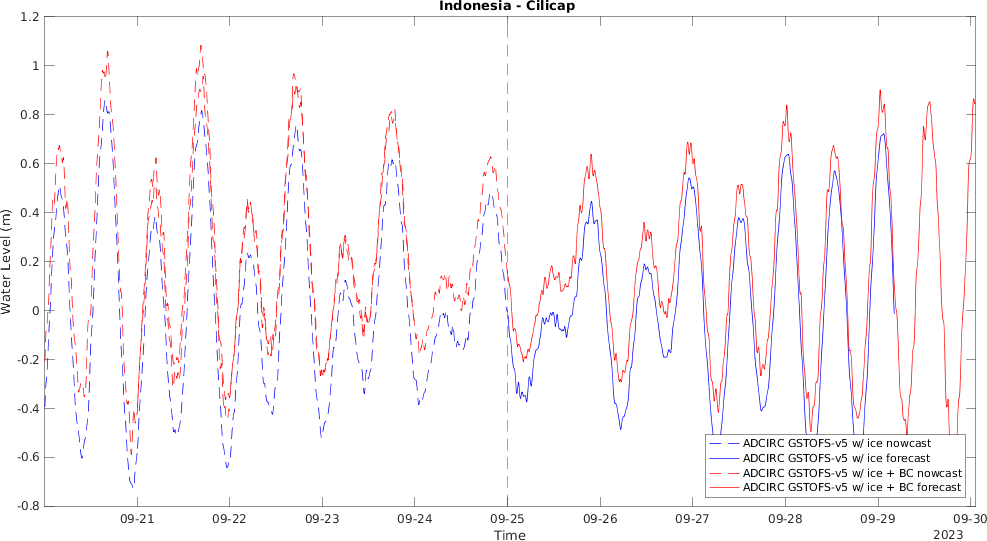 Indonesia - Cilicap
1.2
1
0.8
0.6
0.4
0.2
0
-0.2
-0.4
-0.6
-0.8
Water Level (m)
ADCIRC GSTOFS-v5 w/ ice nowcast
ADCIRC GSTOFS-v5 w/ ice forecast
ADCIRC GSTOFS-v5 w/ ice + BC nowcast
ADCIRC GSTOFS-v5 w/ ice + BC forecast
09-21 09-22 09-23 09-24 09-25 09-26 09-27 09-28 09-29 09-30
Time
2023